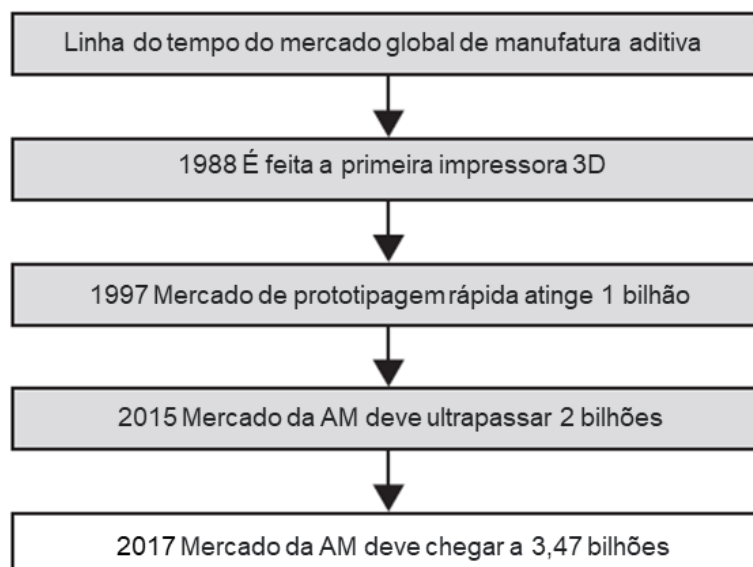 Linha do tempo do mercado global de manufatura aditiva
1988 É feita a primeira impressora 3D
1997 Mercado de prototipagem rápida atinge 1 bilhão
2015 Mercado da AM deve ultrapassar 2 bilhões
2017 Mercado da AM deve chegar a 3,47 bilhões